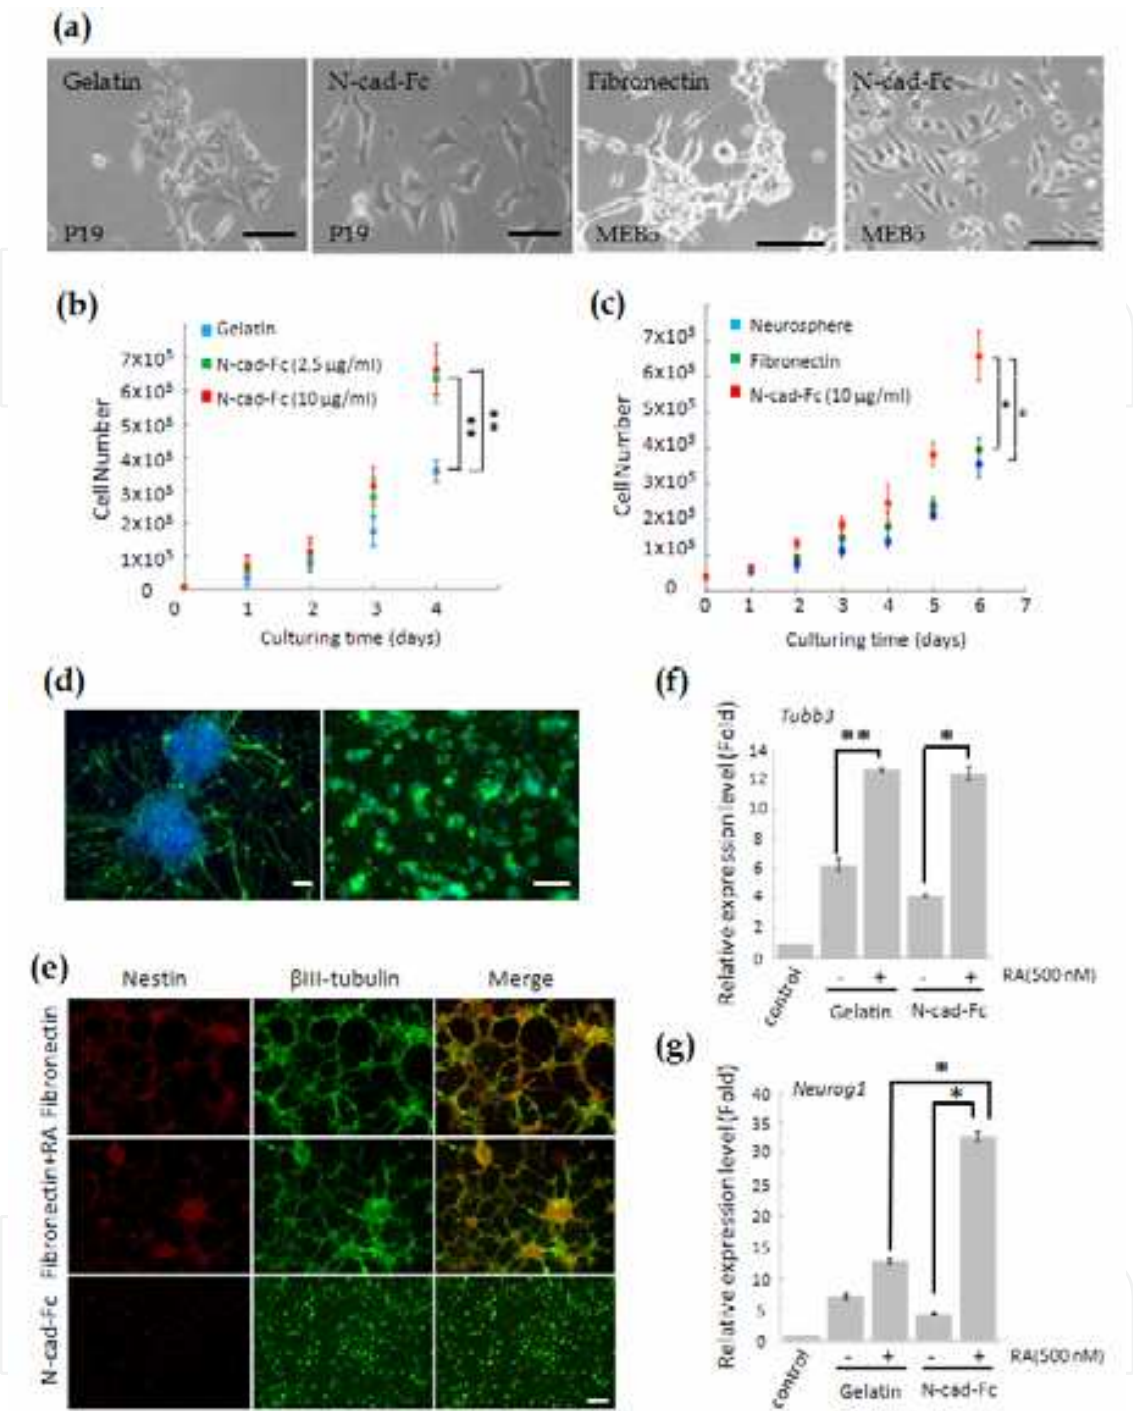 (a)
Gelatin
N-cad-Fc
Fibronectin
N-cad-Fc
P19
P19
MEB5
MEB5
(b)
Gelatin
N-cad-Fc (2.5 µg/ml)
N-cad-Fc (10 µg/ml)
Cell Number
7x10⁵
6x10⁵
5x10⁵
4x10⁵
3x10⁵
2x10⁵
1x10⁵
0
0 1 2 3 4
Culturing time (days)
**
**
(c)
Neurosphere
Fibronectin
N-cad-Fc (10 µg/ml)
Cell Number
7x10⁵
6x10⁵
5x10⁵
4x10⁵
3x10⁵
2x10⁵
1x10⁵
0
0 1 2 3 4 5 6 7
Culturing time (days)
*
*
(d)
(e)
Nestin βIII-tubulin Merge
Fibronectin
Fibronectin+RA
N-cad-Fc
(f)
Tubb3
Relative expression level (Fold)
** *
14
12
10
8
6
4
2
0
control - + - + RA(500 nM)
Gelatin N-cad-Fc
(g)
Neurog1
Relative expression level (Fold)
*
*
40
35
30
25
20
15
10
5
0
control - + - + RA(500 nM)
Gelatin N-cad-Fc